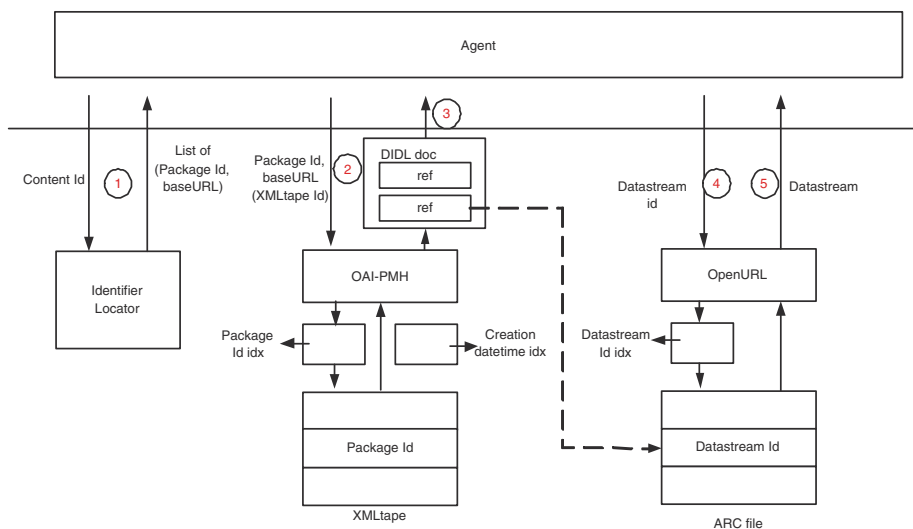 Agent
Content Id
1
List of
(Package Id,
baseURL)
Package Id,
baseURL
(XMLtape Id)
2
3
DIDL doc
ref
ref
Datastream
id
4
5
Datastream
Identifier
Locator
OAI-PMH
OpenURL
Package
Id idx
Creation
datetime idx
Datastream
Id idx
Package Id
Datastream Id
XMLtape
ARC file